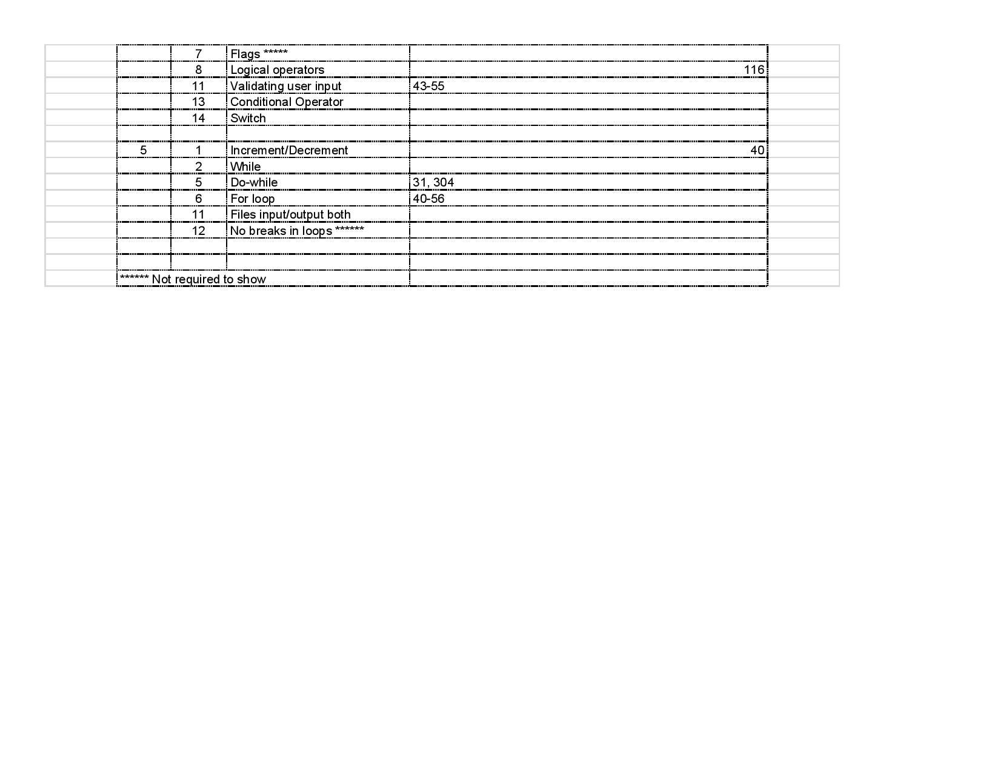 7 Flags *****
8 Logical operators 116
11 Validating user input 43-55
13 Conditional Operator
14 Switch
5 1 Increment/Decrement 40
2 While
5 Do-while 31, 304
6 For loop 40-56
11 Files input/output both
12 No breaks in loops ******
****** Not required to show